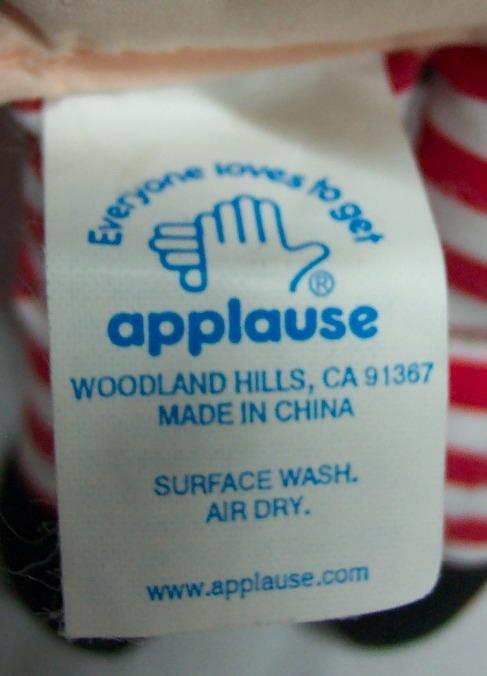 Everyone loves to get
®
applause
WOODLAND HILLS, CA 91367
MADE IN CHINA
SURFACE WASH.
AIR DRY.
www.applause.com